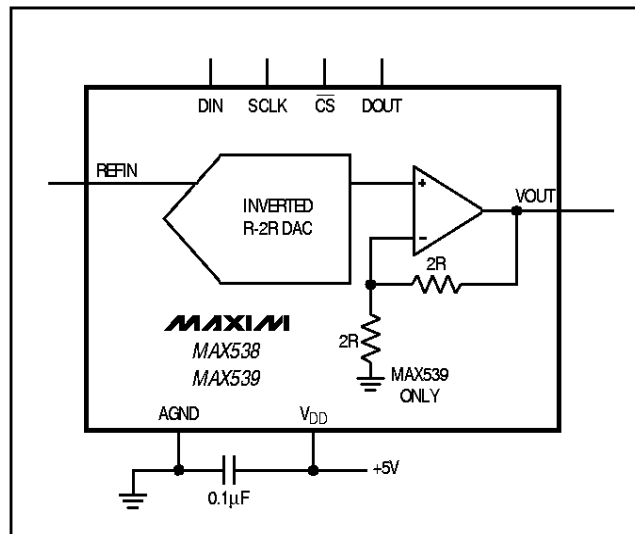 DIN SCLK CS DOUT
REFIN
INVERTED
R-2R DAC
+
−
VOUT
2R
2R
MAXIM
MAX538
MAX539
MAX539
ONLY
AGND
VDD
+5V
0.1µF